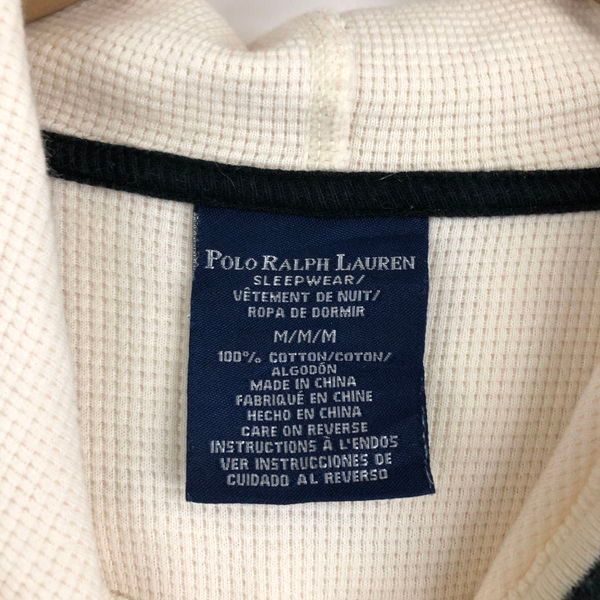 POLO RALPH LAUREN
SLEEPWEAR/
VÊTEMENT DE NUIT/
ROPA DE DORMIR
M/M/M
100% COTTON/COTON/
ALGODÓN
MADE IN CHINA
FABRIQUÉ EN CHINE
HECHO EN CHINA
CARE ON REVERSE
INSTRUCTIONS À L'ENDOS
VER INSTRUCCIONES DE
CUIDADO AL REVERSO